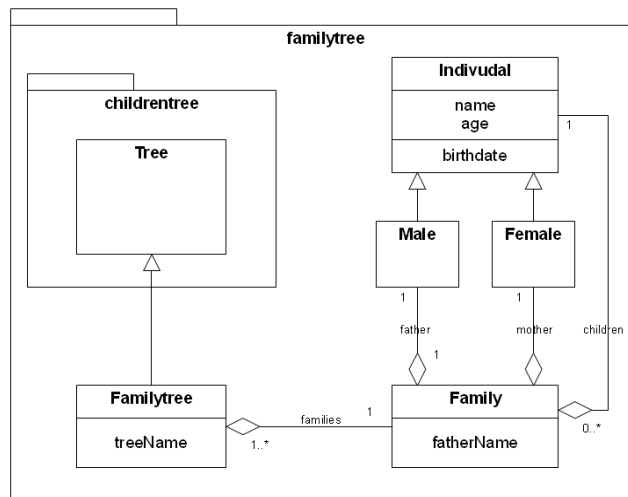 familytree
childrentree
Tree
Indivudal
name
age
birthdate
1
Male
Female
1
1
father
mother
children
1
Familytree
treeName
1..*
families
1
Family
fatherName
0..*